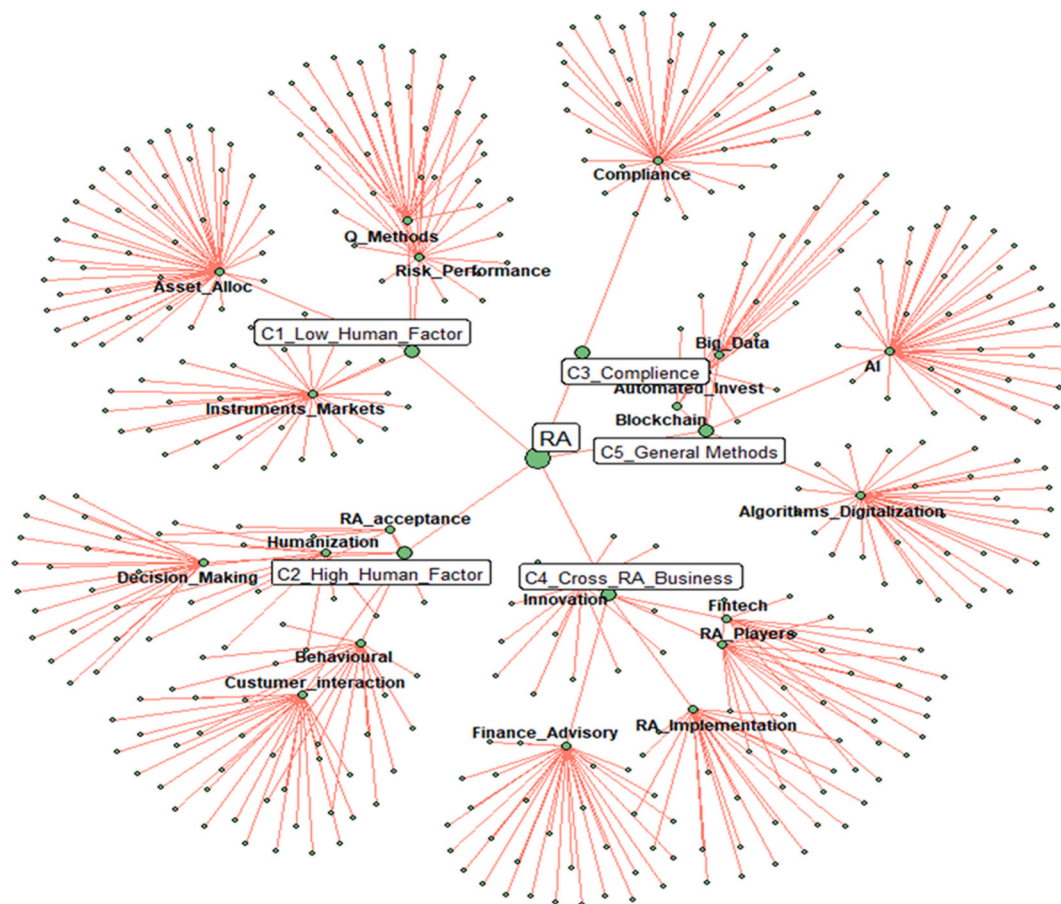 Compliance
Q_Methods
Risk_Performance
Asset_Alloc
C1_Low_Human_Factor
Big_Data
AI
C3_Complience
Automated_Invest
Instruments_Markets
Blockchain
RA
C5_General Methods
RA_acceptance
Algorithms_Digitalization
Humanization
Decision_Making
C2_High_Human_Factor
C4_Cross_RA_Business
Innovation
Fintech
RA_Players
Behavioural
Custumer_interaction
RA_Implementation
Finance_Advisory